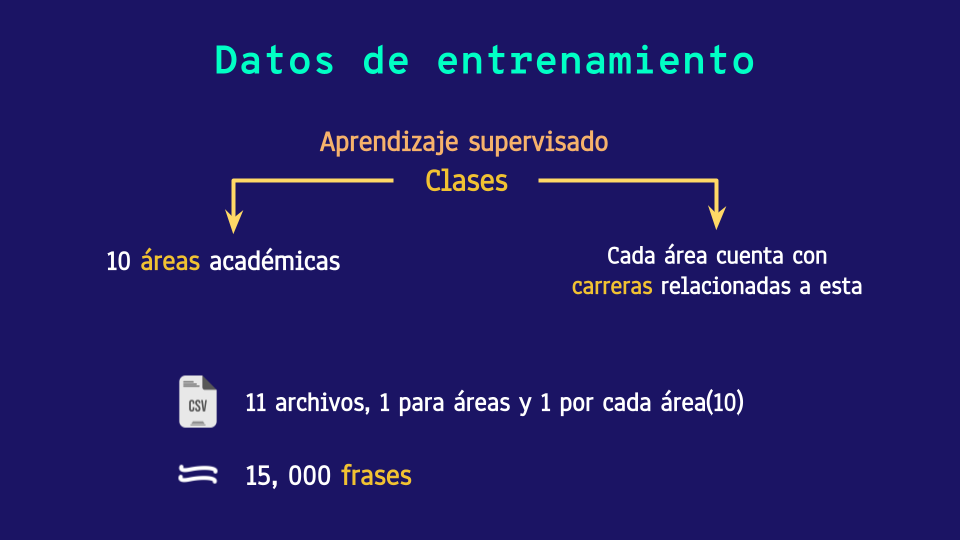 Datos de entrenamiento
Aprendizaje supervisado
Clases
10 áreas académicas
Cada área cuenta con
carreras relacionadas a esta
CSV
11 archivos, 1 para áreas y 1 por cada área(10)
15, 000 frases